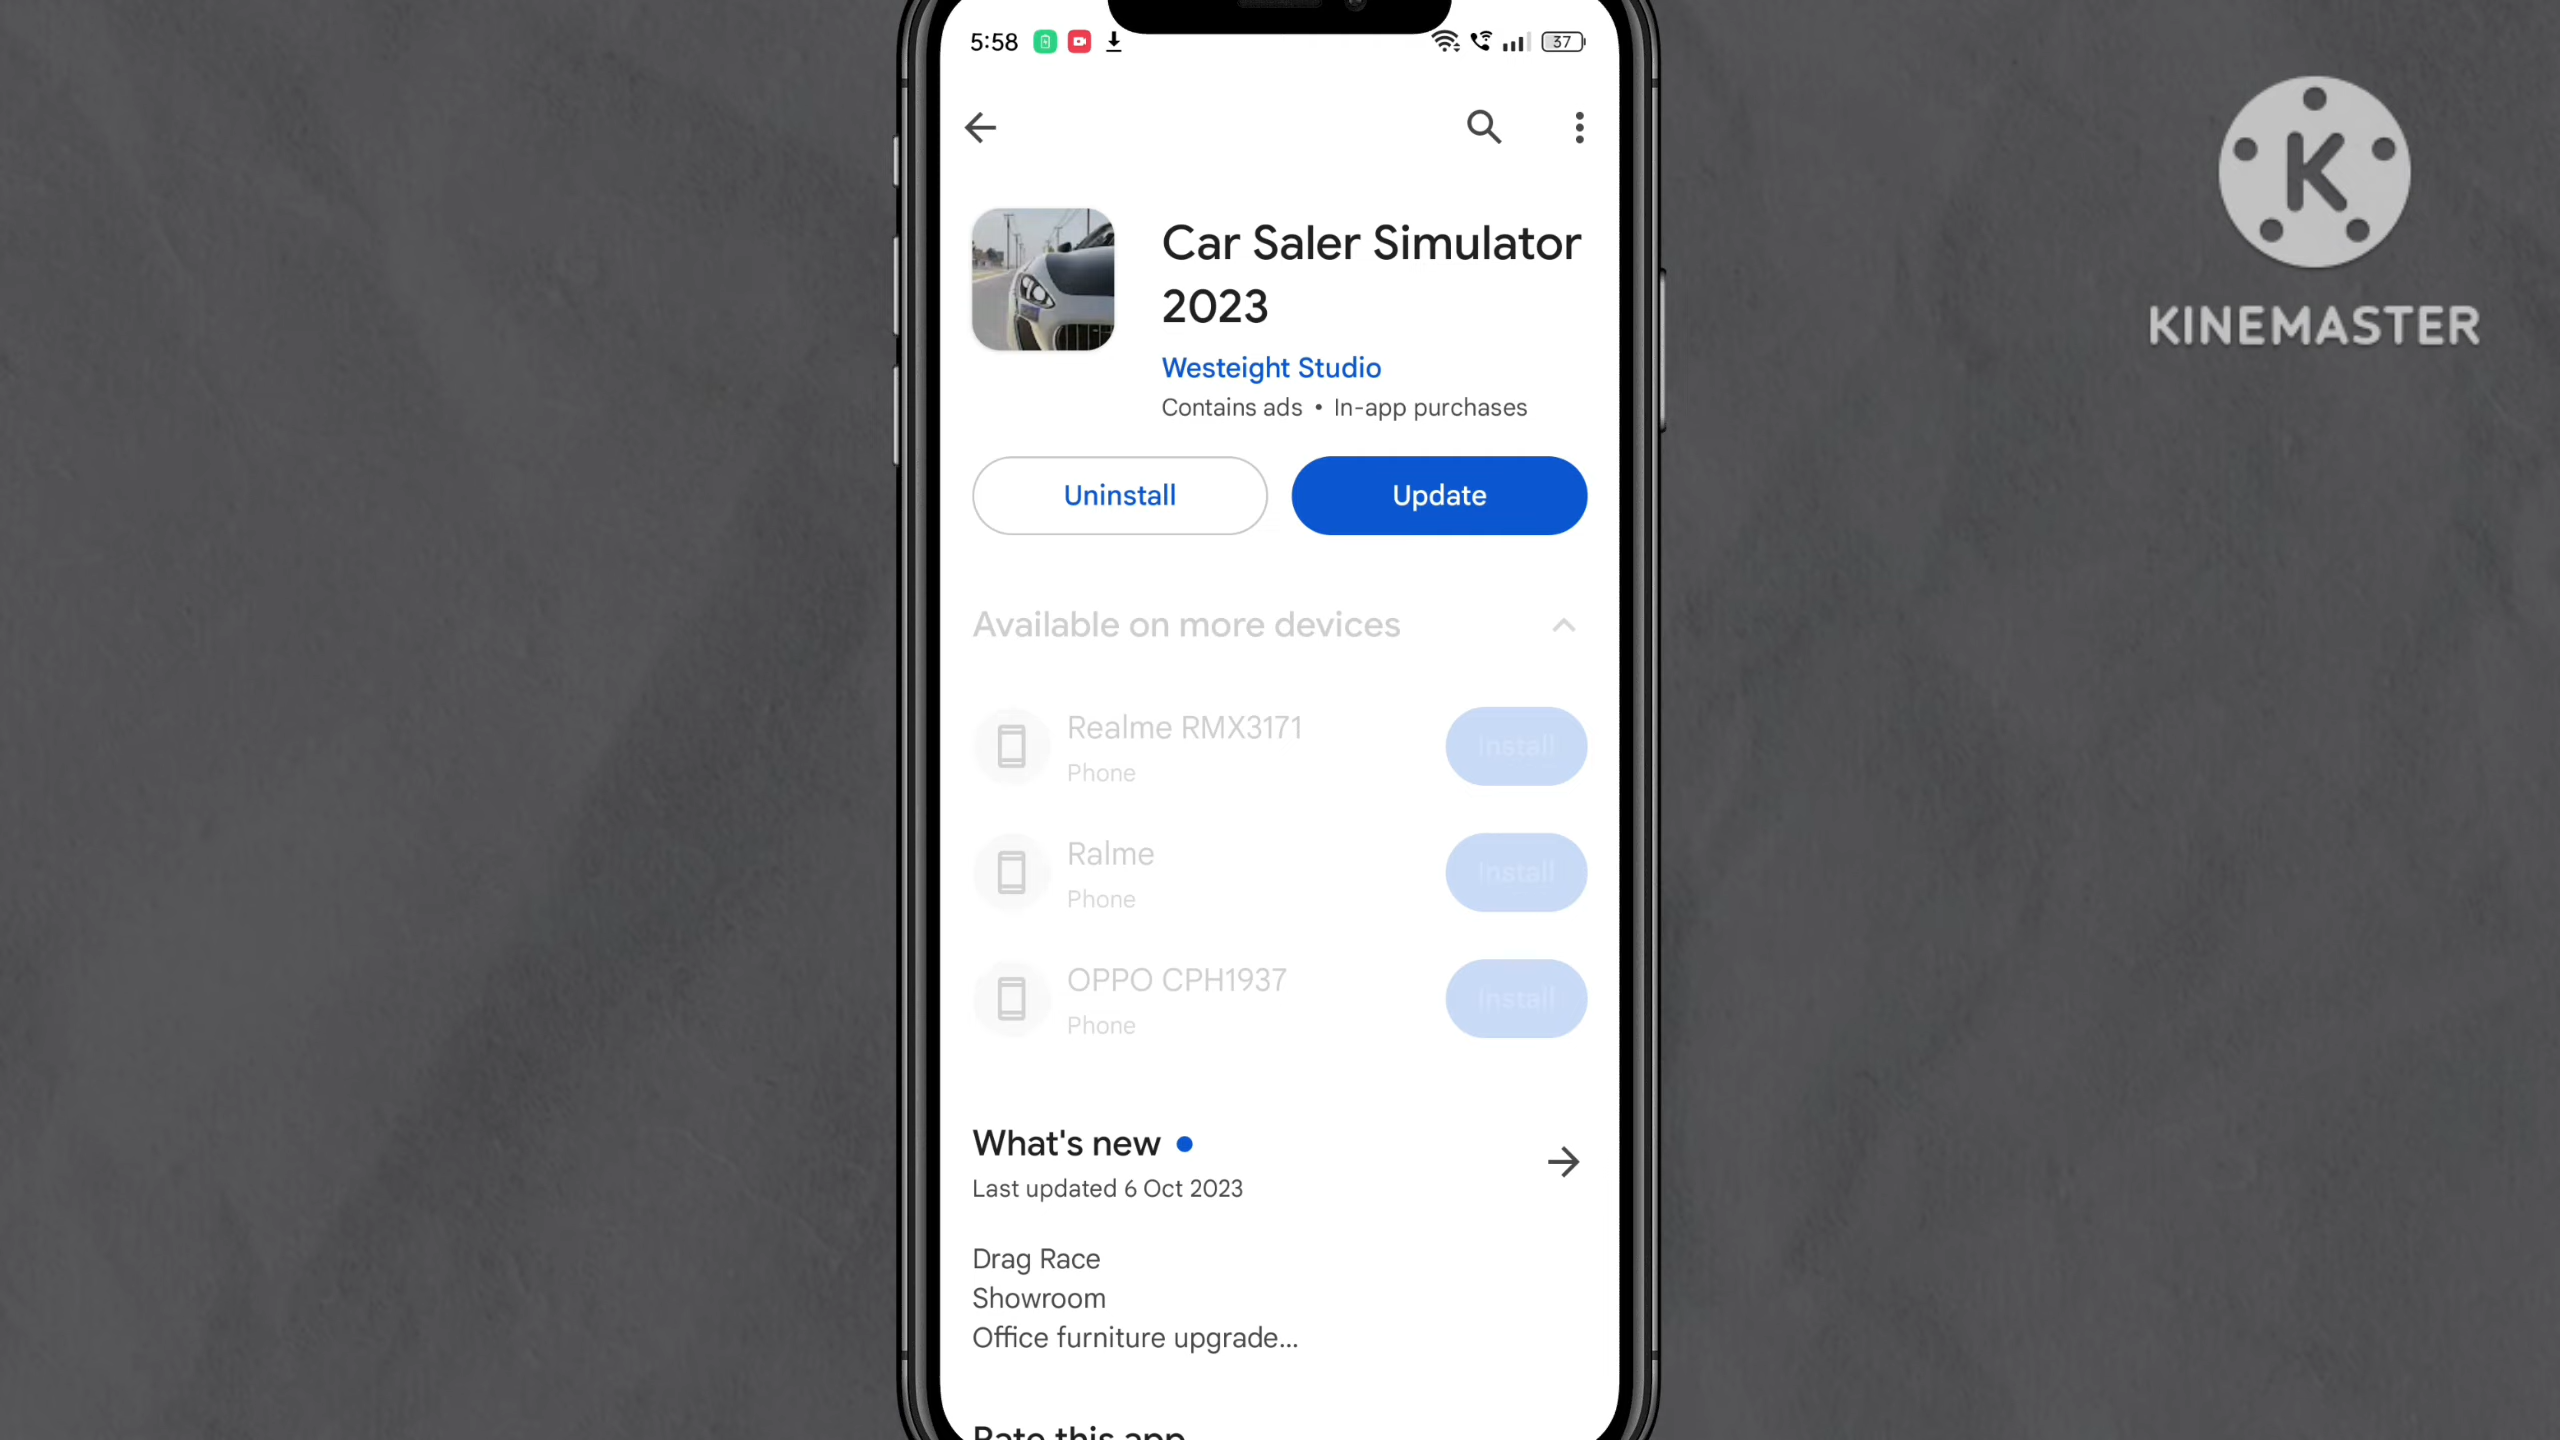 5:58
37
Car Saler Simulator
2023
Westeight Studio
Contains ads • In-app purchases
Uninstall
Update
Available on more devices
Realme RMX3171
Phone
Install
Ralme
Phone
Install
OPPO CPH1937
Phone
Install
What's new
Last updated 6 Oct 2023
Drag Race
Showroom
Office furniture upgrade...
Rate this app
K
KINEMASTER